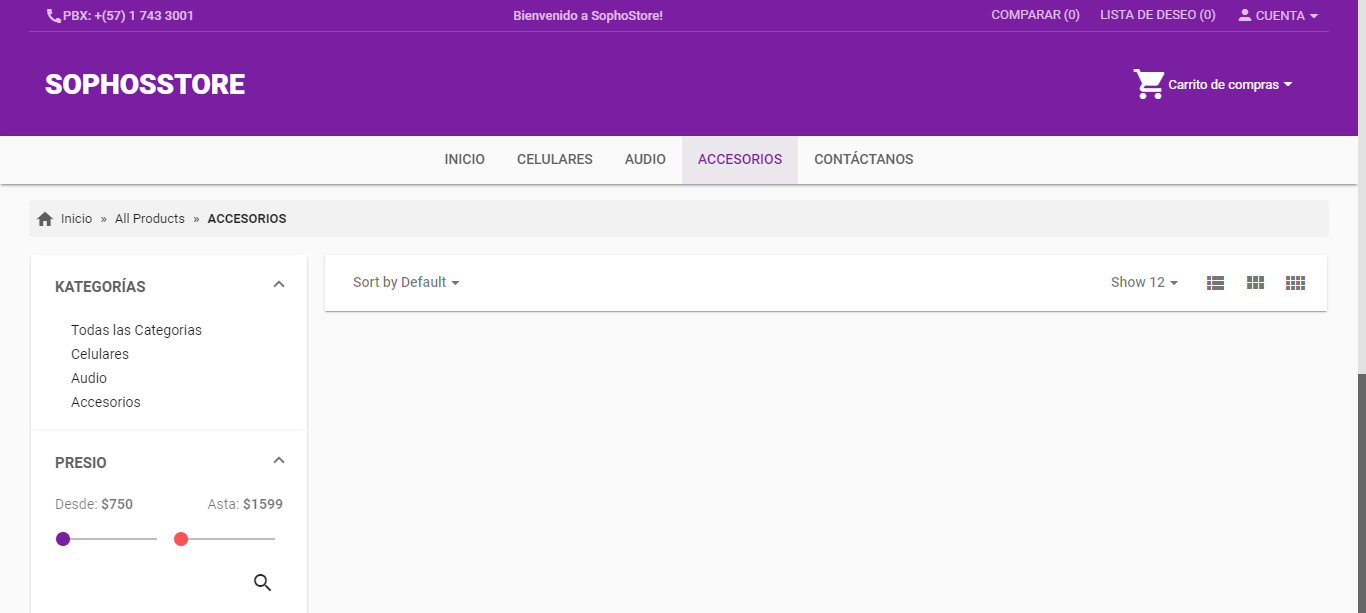 PBX: +(57) 1 743 3001
Bienvenido a SophoStore!
COMPARAR (0)
LISTA DE DESEO (0)
CUENTA
SOPHOSSTORE
Carrito de compras
INICIO
CELULARES
AUDIO
ACCESORIOS
CONTÁCTANOS
Inicio » All Products » ACCESORIOS
KATEGORÍAS
Todas las Categorias
Celulares
Audio
Accesorios
PRESIO
Desde: $750
Asta: $1599
Sort by Default
Show 12